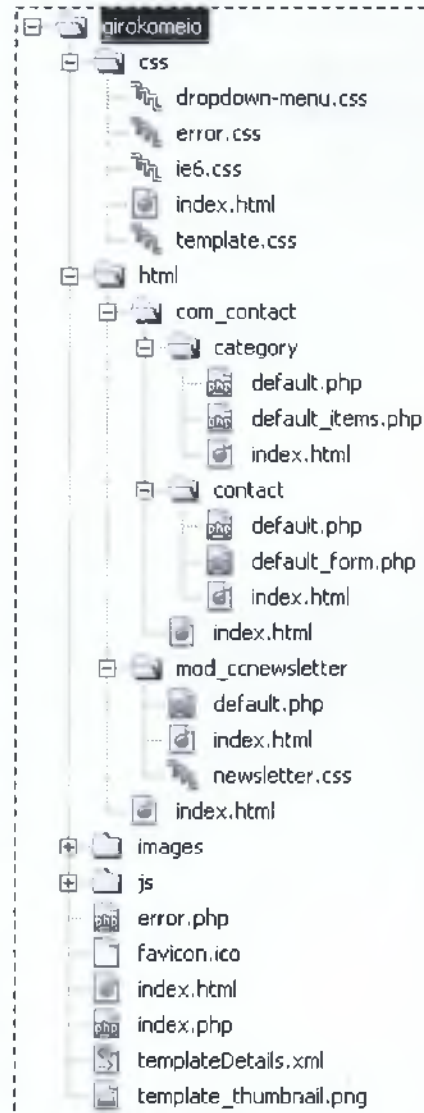 girokomeio
css
dropdown-menu.css
error.css
ie6.css
index.html
template.css
html
com_contact
category
default.php
default_items.php
index.html
contact
default.php
default_form.php
index.html
index.html
mod_ccnewsletter
default.php
index.html
newsletter.css
index.html
images
js
error.php
favicon.ico
index.html
index.php
templateDetails.xml
template_thumbnail.png